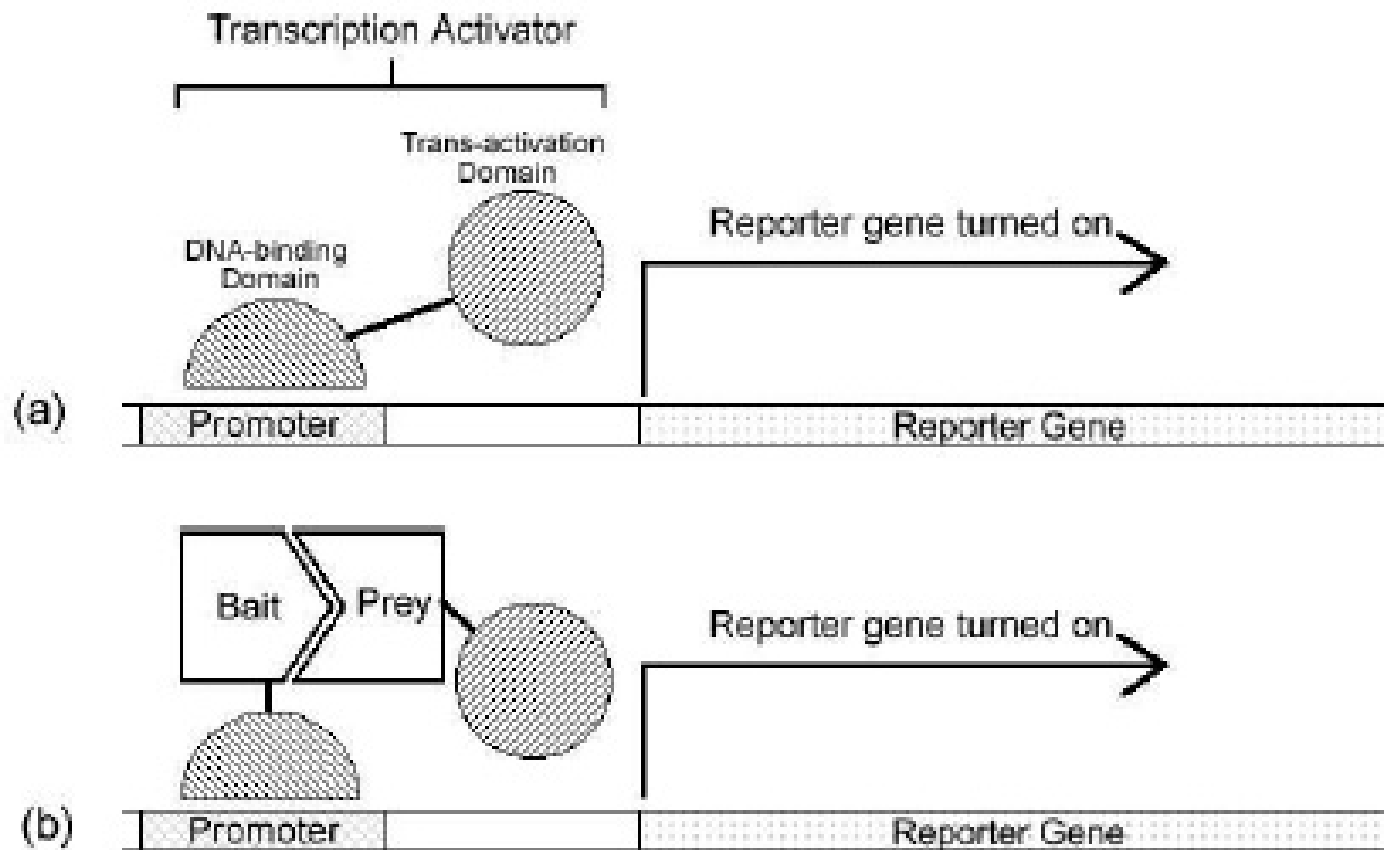 Transcription Activator
Trans-activation
Domain
Reporter gene turned on
DNA-binding
Domain
(a)
Promoter
Reporter Gene
Bait
Prey
Reporter gene turned on
(b)
Promoter
Reporter Gene